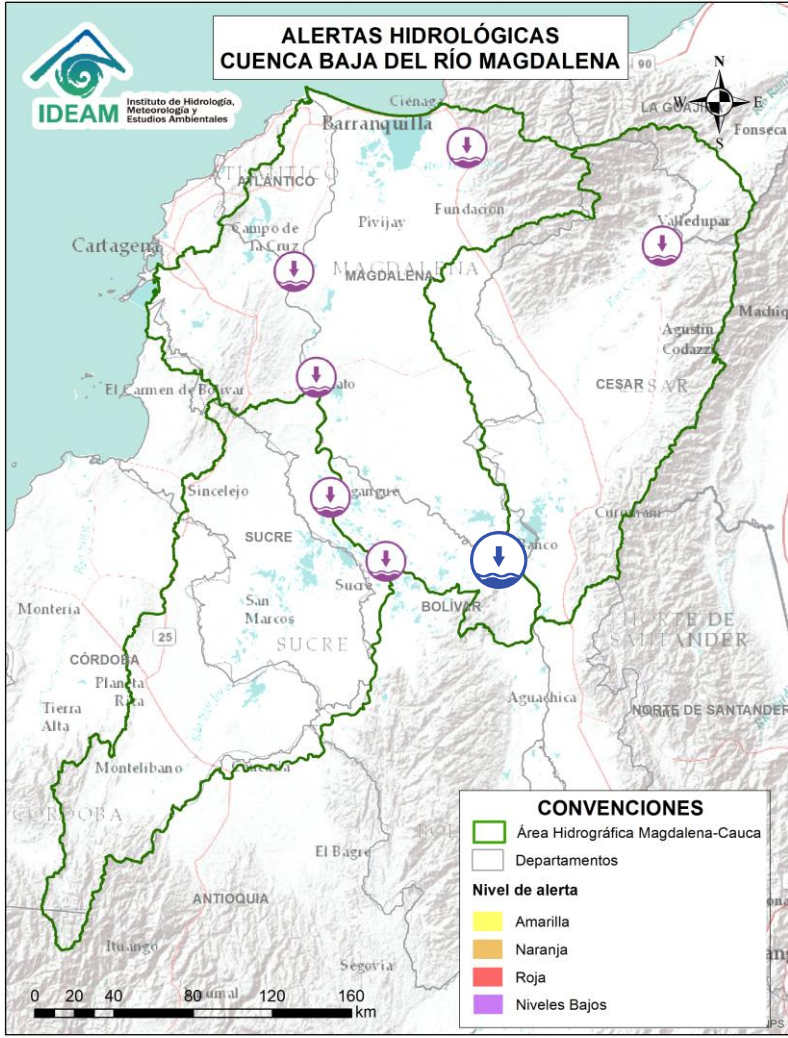 ALERTAS HIDROLÓGICAS
CUENCA BAJA DEL RÍO MAGDALENA
IDEAM
Instituto de Hidrología,
Meteorología y
Estudios Ambientales
N
W
E
S
90
LA GUAJIRA
Ciénaga
Barranquilla
Fonseca
ATLÁNTICO
ATLÁNTICO
Fundación
Pivijay
Valledupar
Campo de
la Cruz
Cartagena
MAGDALENA
MAGDALENA
Agustín
Codazzi
El Carmen de Bolívar
CESAR
CESAR
Sincelejo
Curumaní
SUCRE
Sucre
BOLÍVAR
San
Marcos
SUCRE
Montería
25
NORTE DE
SANTANDER
CÓRDOBA
Planeta
Rica
Aguachica
NORTE DE SANTANDER
Tierra
Alta
Montelíbano
CÓRDOBA
El Bagre
ANTIOQUIA
Ituango
Segovia
CONVENCIONES
Área Hidrográfica Magdalena-Cauca
Departamentos
Nivel de alerta
Amarilla
Naranja
Roja
Niveles Bajos
0 20 40 80 120 160
km